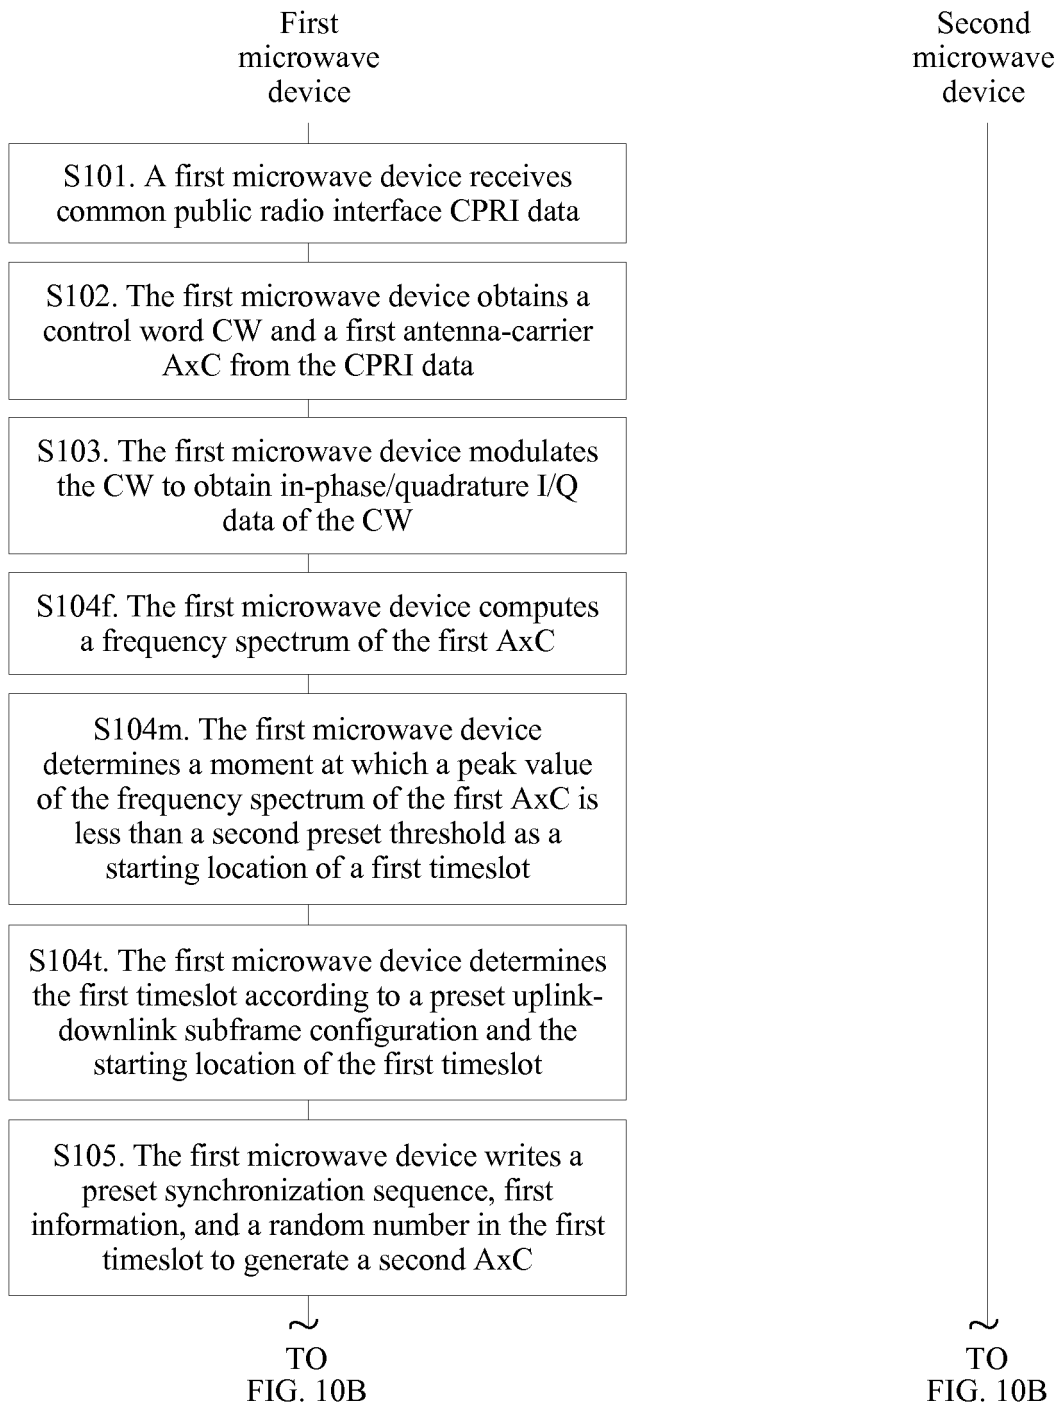 First
microwave
device
Second
microwave
device
S101. A first microwave device receives
common public radio interface CPRI data
S102. The first microwave device obtains a
control word CW and a first antenna-carrier
AxC from the CPRI data
S103. The first microwave device modulates
the CW to obtain in-phase/quadrature I/Q
data of the CW
S104f. The first microwave device computes
a frequency spectrum of the first AxC
S104m. The first microwave device
determines a moment at which a peak value
of the frequency spectrum of the first AxC is
less than a second preset threshold as a
starting location of a first timeslot
S104t. The first microwave device determines
the first timeslot according to a preset uplink-
downlink subframe configuration and the
starting location of the first timeslot
S105. The first microwave device writes a
preset synchronization sequence, first
information, and a random number in the first
timeslot to generate a second AxC
TO
FIG. 10B
TO
FIG. 10B